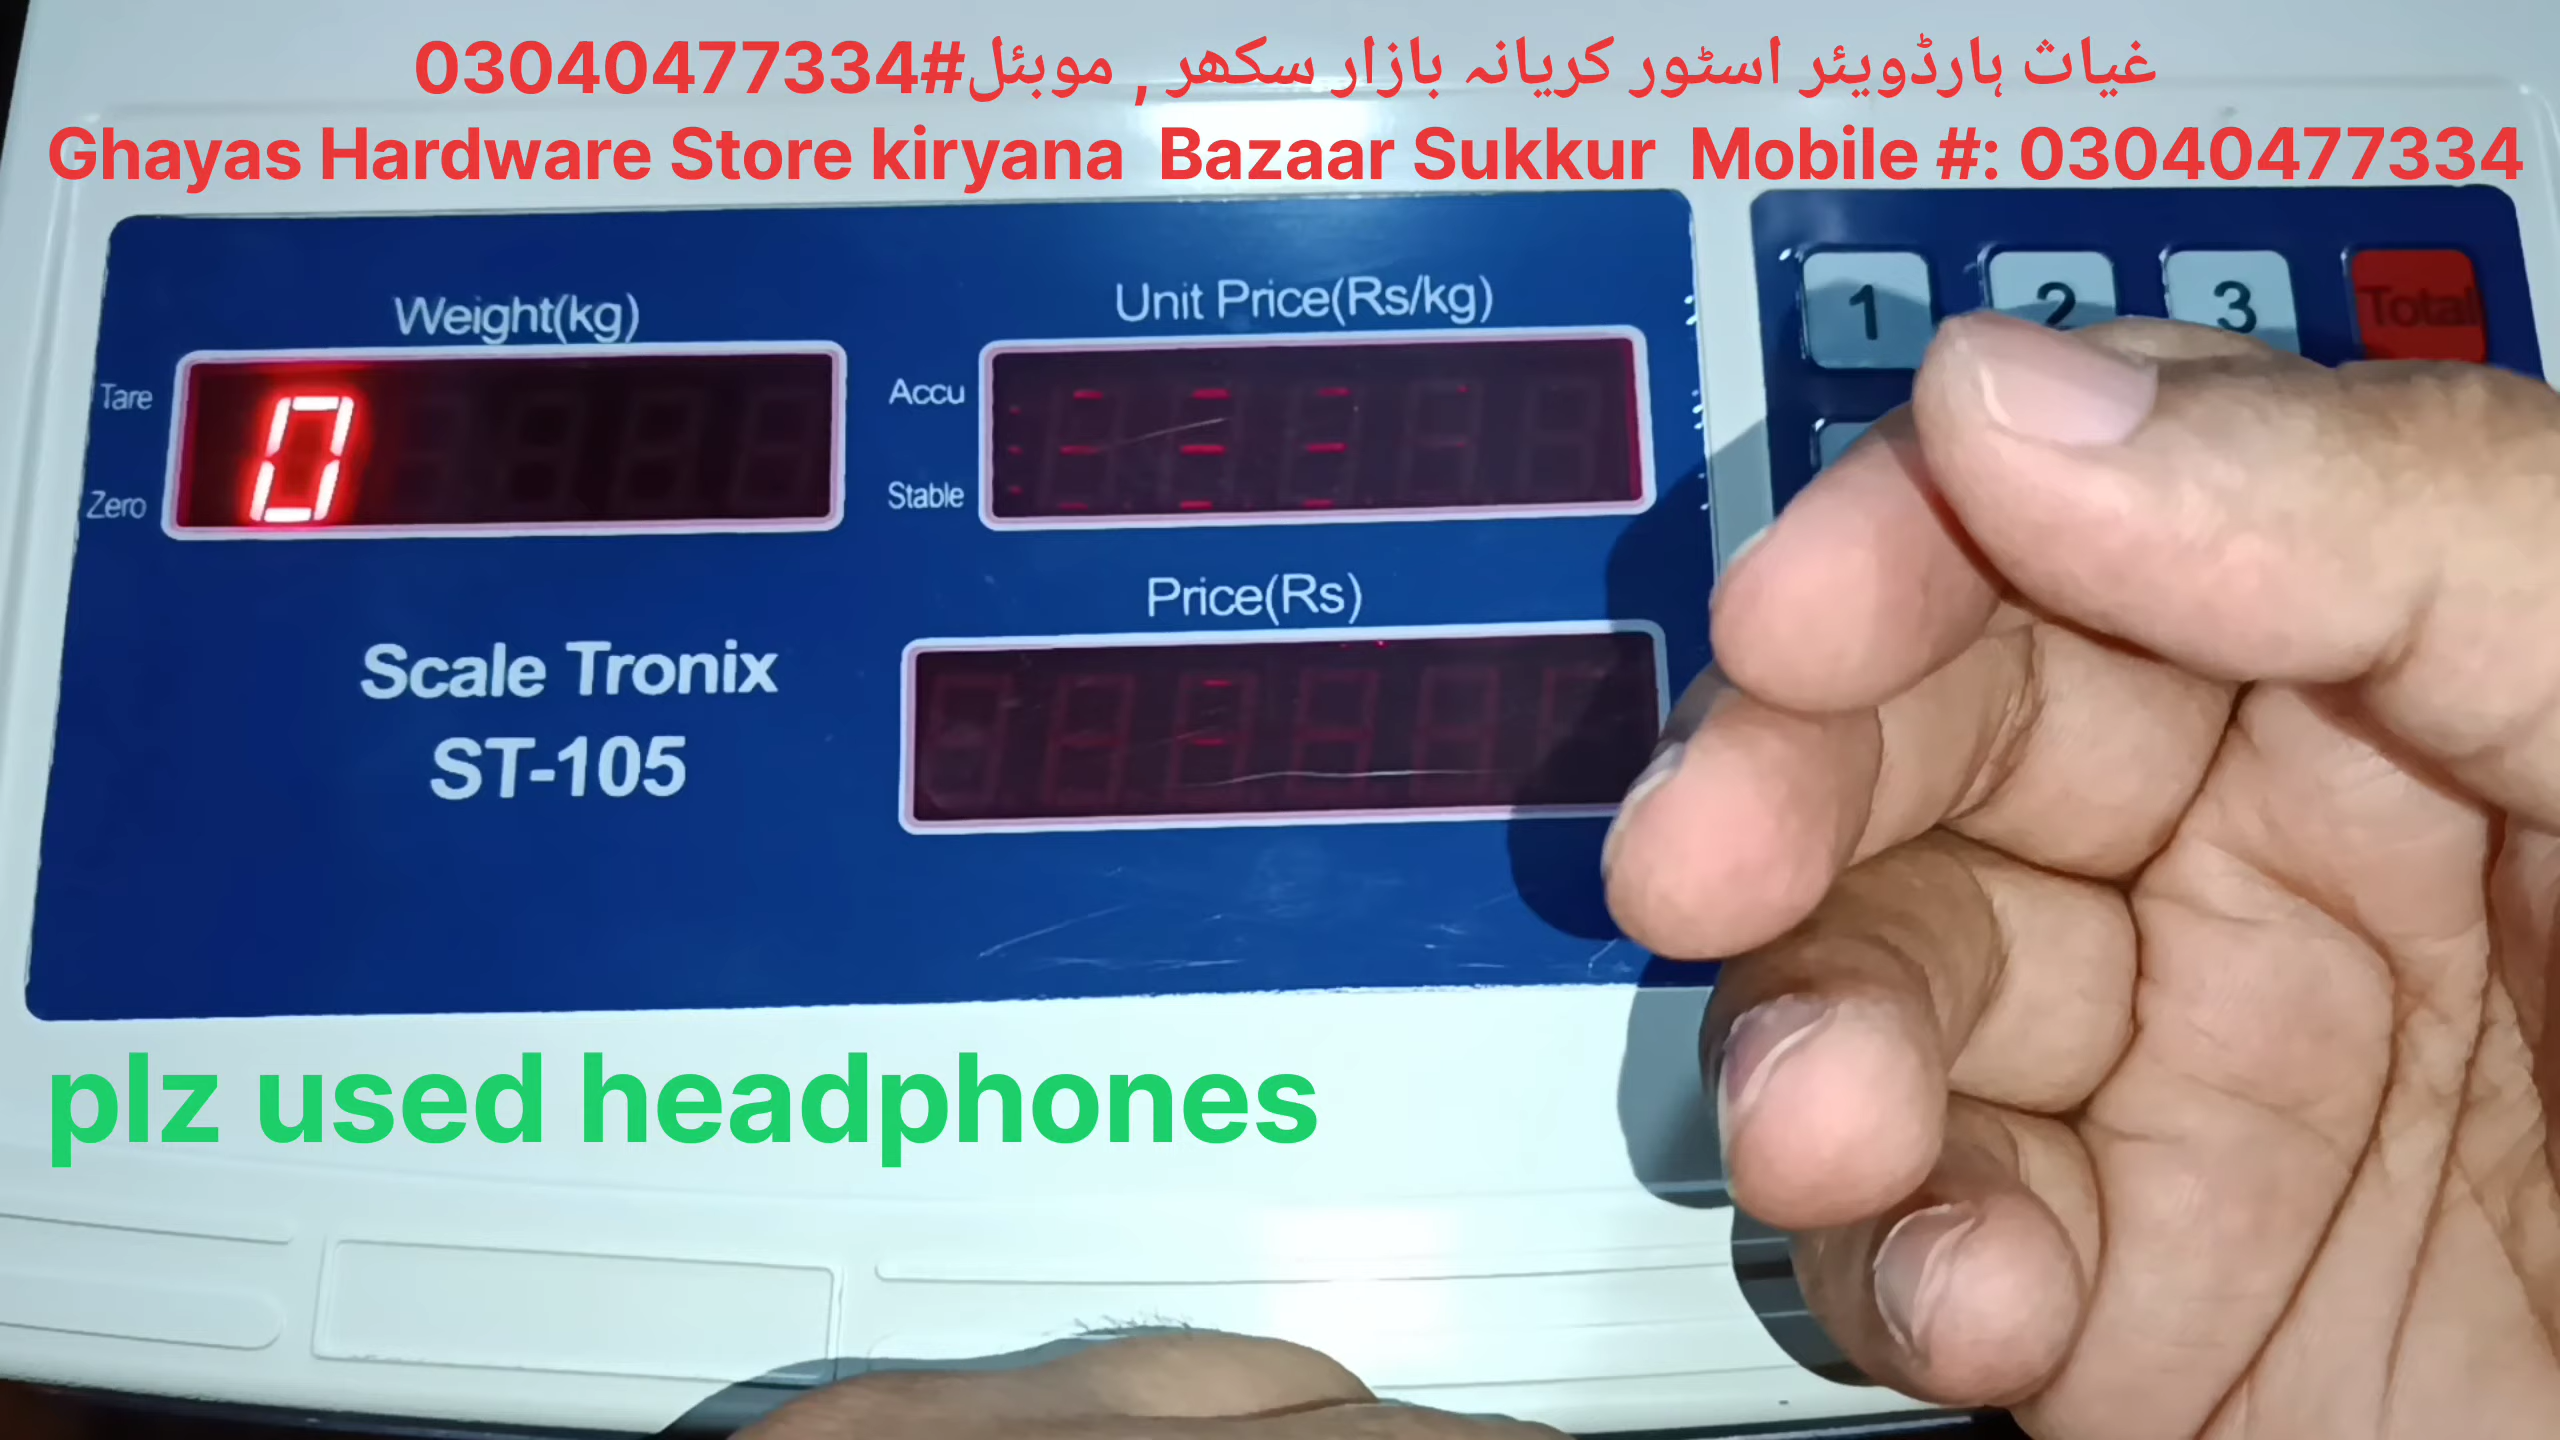 غیاث ہارڈویئر اسٹور کریانہ بازار سکھر , موبئل#03040477334
Ghayas Hardware Store kiryana Bazaar Sukkur Mobile #: 03040477334
Weight(kg)
Unit Price(Rs/kg)
1 2 3 Total
Tare
Accu
0
Zero
Stable
Price(Rs)
Scale Tronix
ST-105
plz used headphones